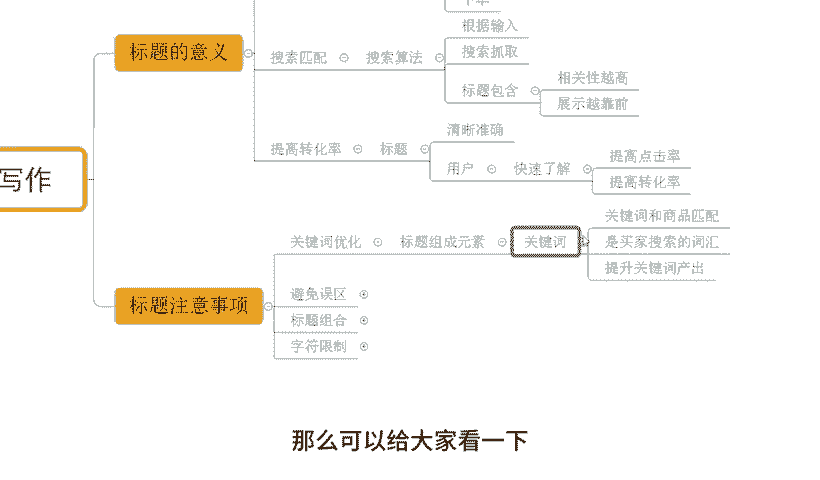 根据输入
标题的意义
搜素匹配
搜索算法
搜索抓取
标题包含
相关性越高
展示越靠前
清晰准确
提高转化率
标题
用户
快速了解
提高点击率
提高转化率
写作
关键词和商品匹配
关键词优化
标题组成元素
关键词
是买家搜索的词汇
提升关键词产出
标题注意事项
避免误区
标题组合
字符限制
那么可以给大家看一下